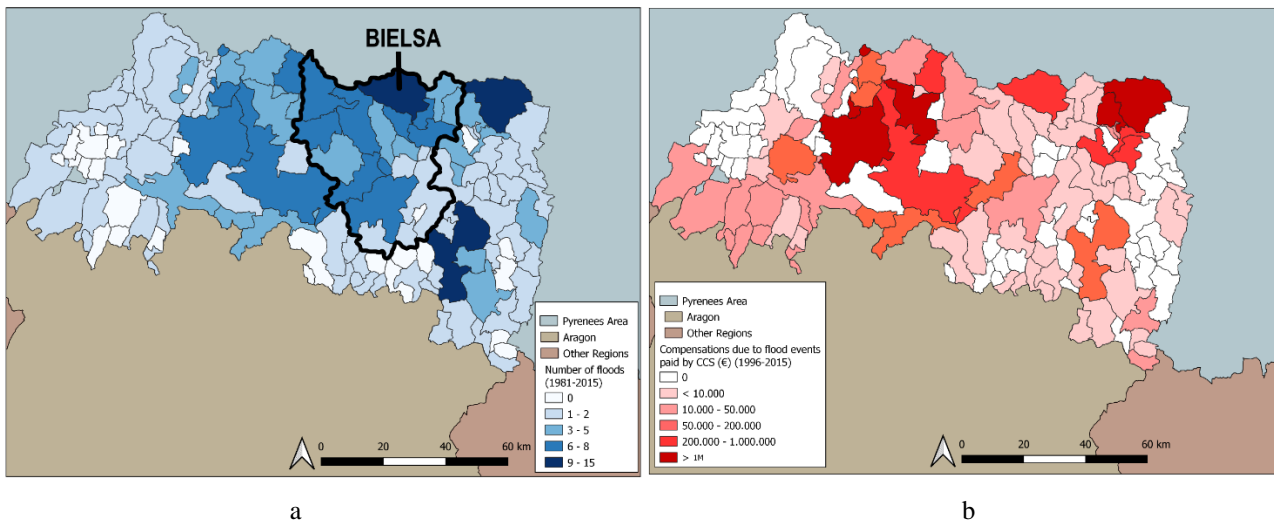 BIELSA
Pyrenees Area
Aragon
Other Regions
Number of floods
(1981-2015)
0
1 - 2
3 - 5
6 - 8
9 - 15
0 20 40 60 km
a
Pyrenees Area
Aragon
Other Regions
Compensations due to flood events
paid by CCS (€) (1996-2015)
0
< 10.000
10.000 - 50.000
50.000 - 200.000
200.000 - 1.000.000
> 1M
0 20 40 60 km
b